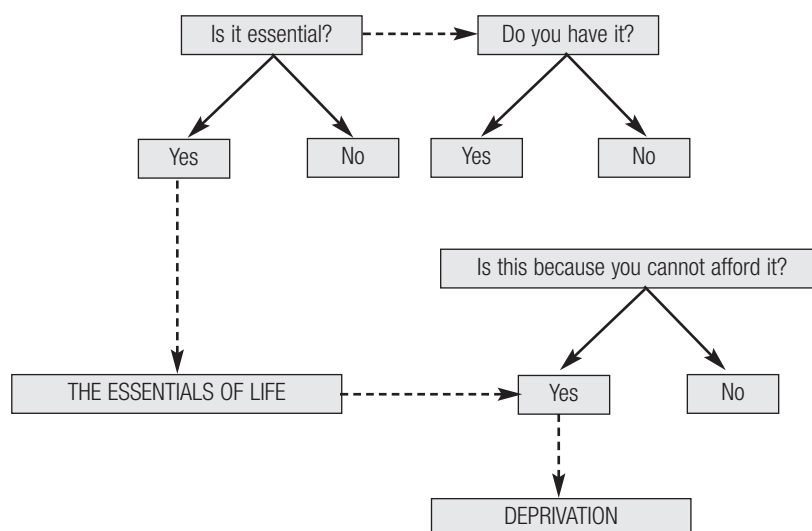 Is it essential?
Do you have it?
Yes
No
Yes
No
Is this because you cannot afford it?
THE ESSENTIALS OF LIFE
Yes
No
DEPRIVATION